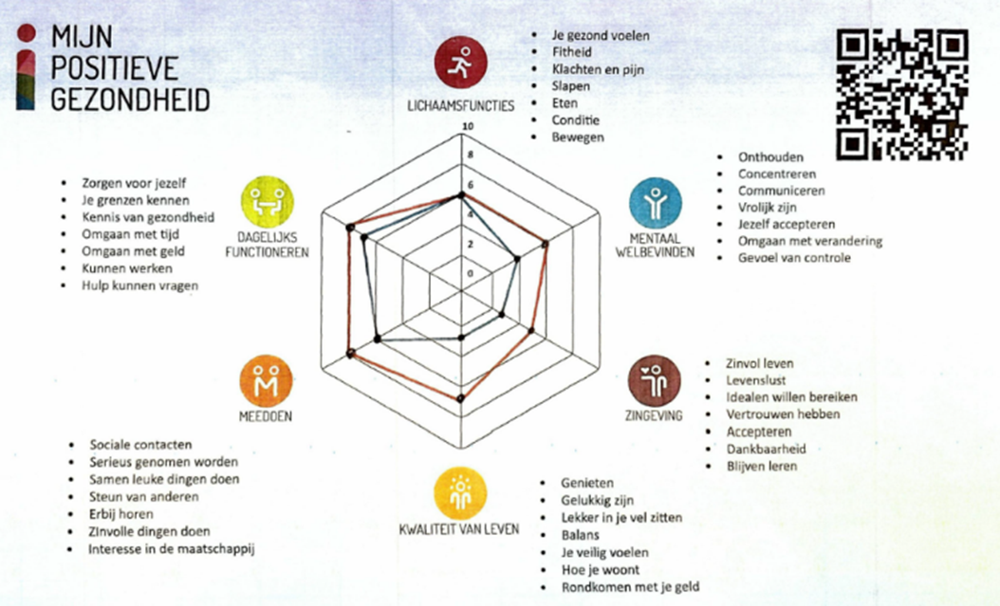 MIJN
POSITIEVE
GEZONDHEID
LICHAAMSFUNCTIES
Je gezond voelen
Fitheid
Klachten en pijn
Slapen
Eten
Conditie
Bewegen
MENTAAL
WELBEVINDEN
Onthouden
Concentreren
Communiceren
Vrolijk zijn
Jezelf accepteren
Omgaan met verandering
Gevoel van controle
ZINGEVING
Zinvol leven
Levenslust
Idealen willen bereiken
Vertrouwen hebben
Accepteren
Dankbaarheid
Blijven leren
KWALITEIT VAN LEVEN
Genieten
Gelukkig zijn
Lekker in je vel zitten
Balans
Je veilig voelen
Hoe je woont
Rondkomen met je geld
MEEDOEN
Sociale contacten
Serieus genomen worden
Samen leuke dingen doen
Steun van anderen
Erbij horen
ZInvolle dingen doen
Interesse in de maatschappij
DAGELIJKS
FUNCTIONEREN
Zorgen voor jezelf
Je grenzen kennen
Kennis van gezondheid
Omgaan met tijd
Omgaan met geld
Kunnen werken
Hulp kunnen vragen
10
8
6
4
2
0